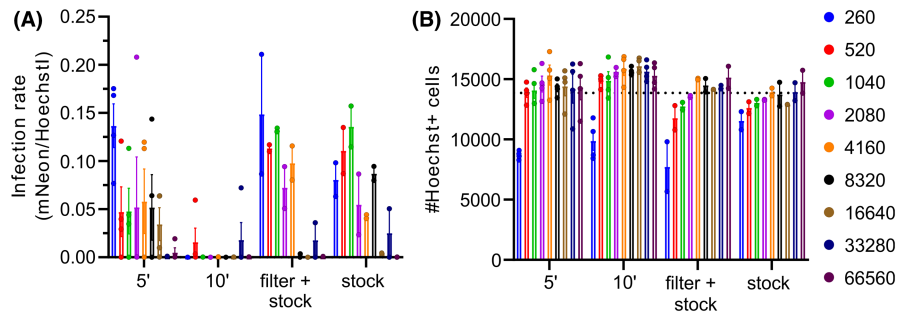 (A)
Infection rate
(mNeon/HoechstI)
0.25
0.20
0.15
0.10
0.05
0.00
5'
10'
filter +
stock
stock
(B)
#Hoechst+ cells
20000
15000
10000
5000
0
5'
10'
filter +
stock
stock
260
520
1040
2080
4160
8320
16640
33280
66560